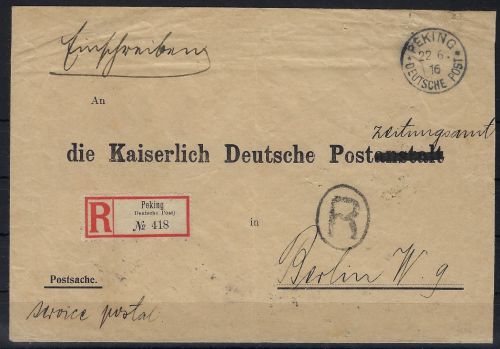 Einschreiben
PEKING
22 6.
16
* DEUTSCHE POST *
An
Zeitungsamt
die Kaiserlich Deutsche Postanstalt
R
Peking
Deutsche Post)
№ 418
in
R
Berlin W. 9
Postsache.
service postal.